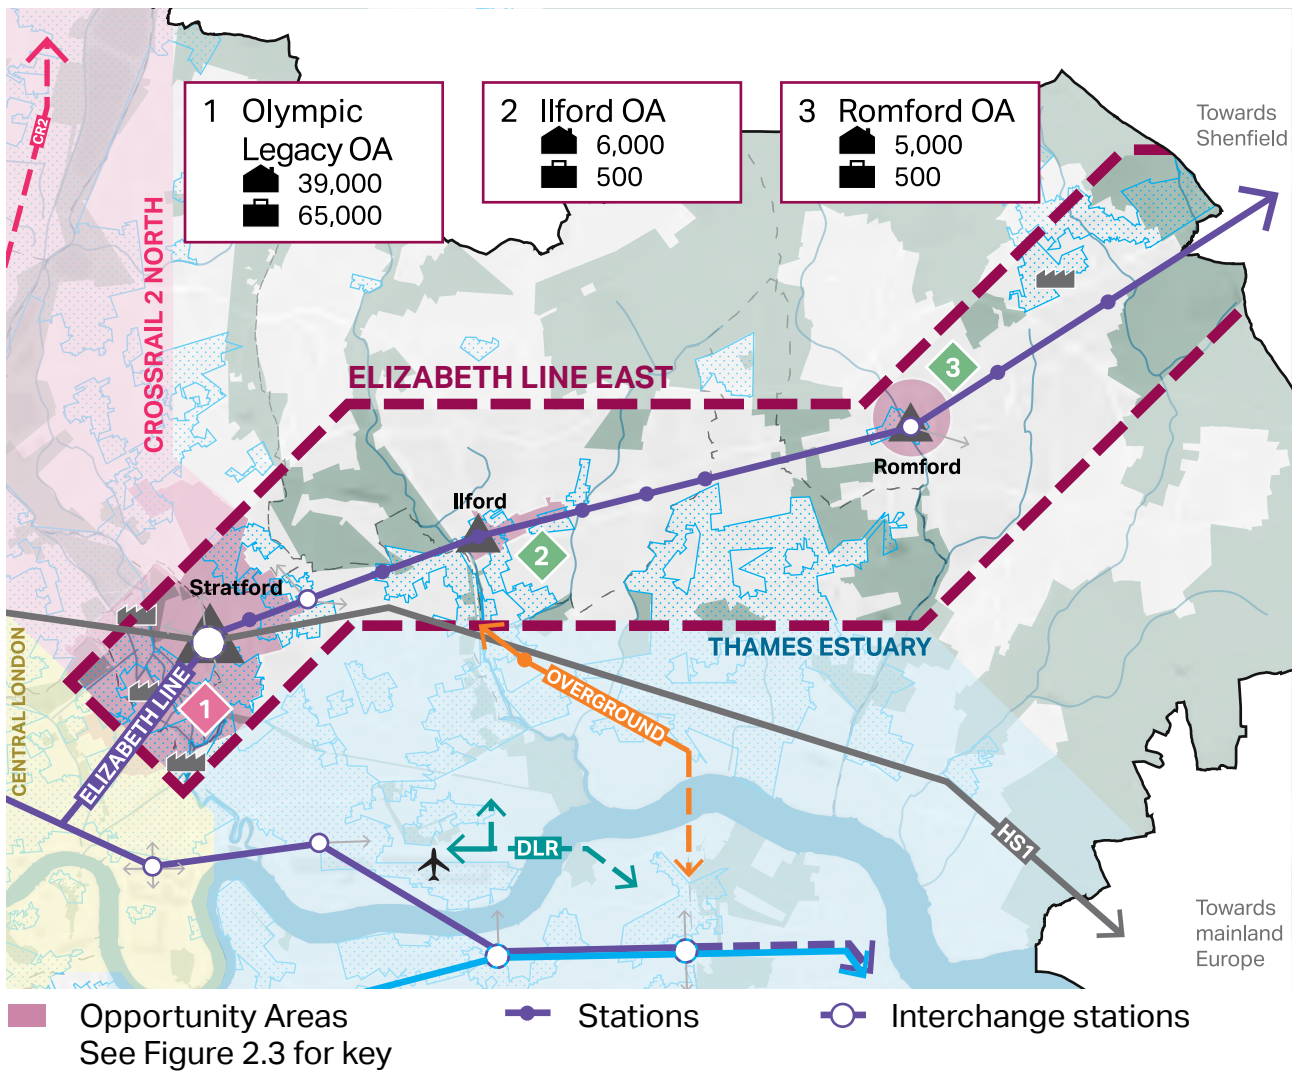 1 Olympic
Legacy OA
39,000
65,000
2 Ilford OA
6,000
500
3 Romford OA
5,000
500
Towards
Shenfield
CR2
CROSSRAIL 2 NORTH
ELIZABETH LINE EAST
3
Romford
Ilford
2
Stratford
THAMES ESTUARY
CENTRAL LONDON
ELIZABETH LINE
1
OVERGROUND
DLR
HS1
Towards
mainland
Europe
Opportunity Areas
See Figure 2.3 for key
Stations
Interchange stations